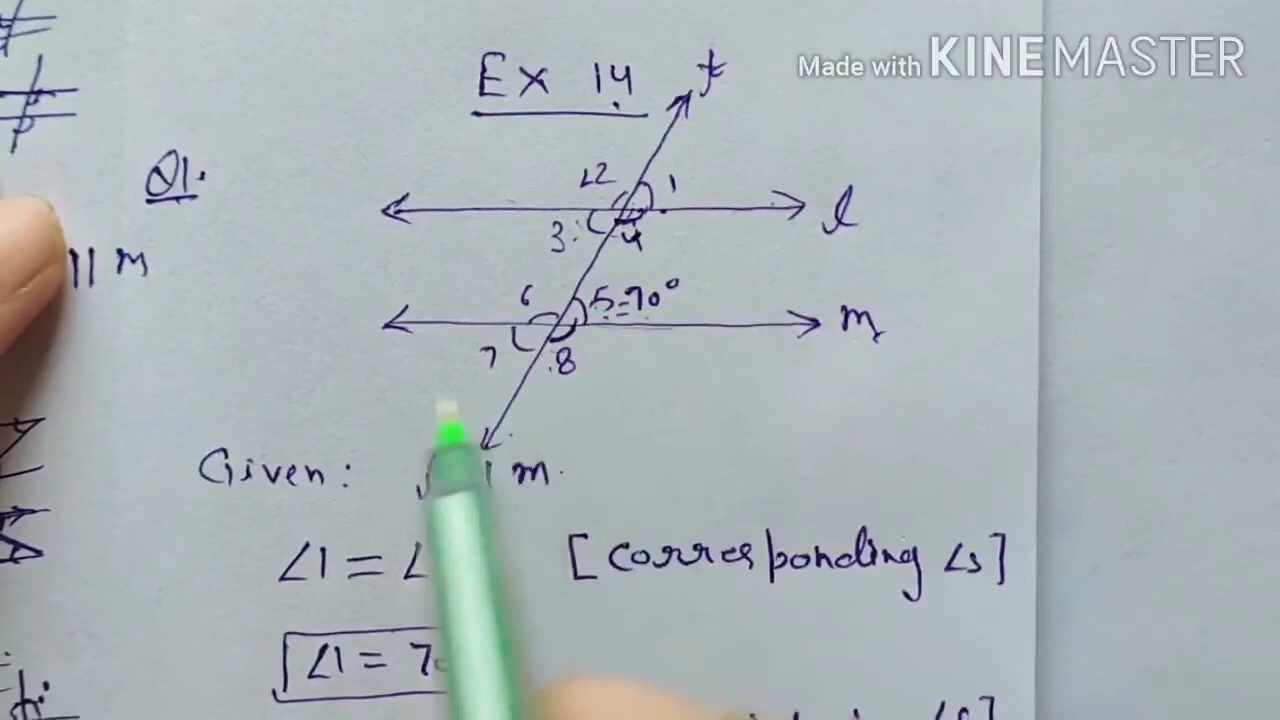 Made with KINEMASTER
Ex 14
t
Q1.
∠2 1
l
3 4
|| m
6 5=70°
m
7 8
Given: m.
∠1 = ∠ [corresponding ∠s]
∠1 = 70